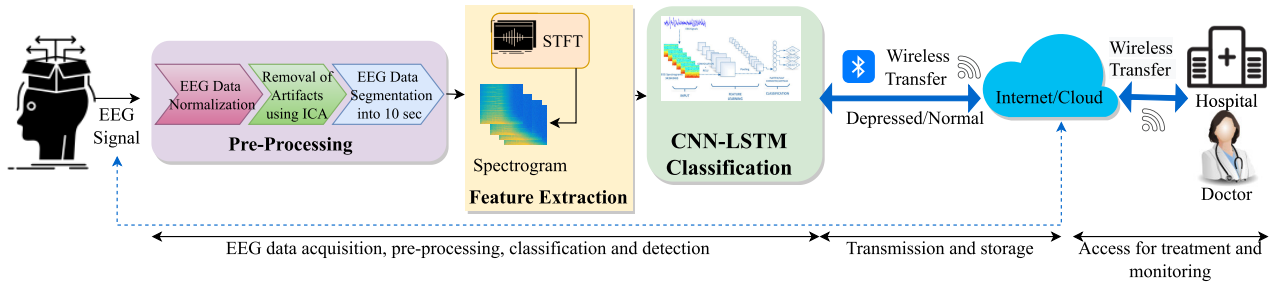 EEG
Signal
EEG Data
Normalization
Removal of
Artifacts
using ICA
EEG Data
Segmentation
into 10 sec
Pre-Processing
STFT
Spectrogram
Feature Extraction
CNN-LSTM
Classification
Wireless
Transfer
Depressed/Normal
Internet/Cloud
Wireless
Transfer
Hospital
Doctor
EEG data acquisition, pre-processing, classification and detection
Transmission and storage
Access for treatment and
monitoring